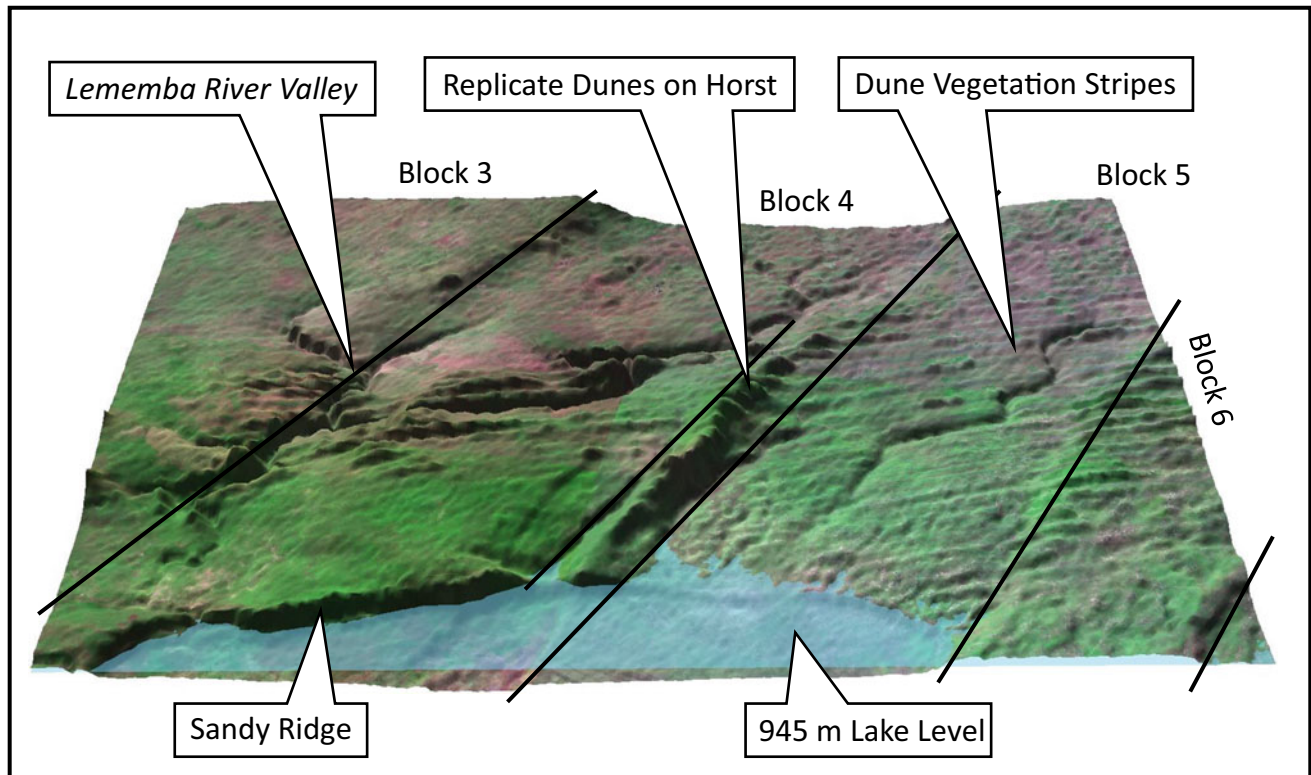 Lememba River Valley
Replicate Dunes on Horst
Dune Vegetation Stripes
Block 3
Block 4
Block 5
Block 6
Sandy Ridge
945 m Lake Level